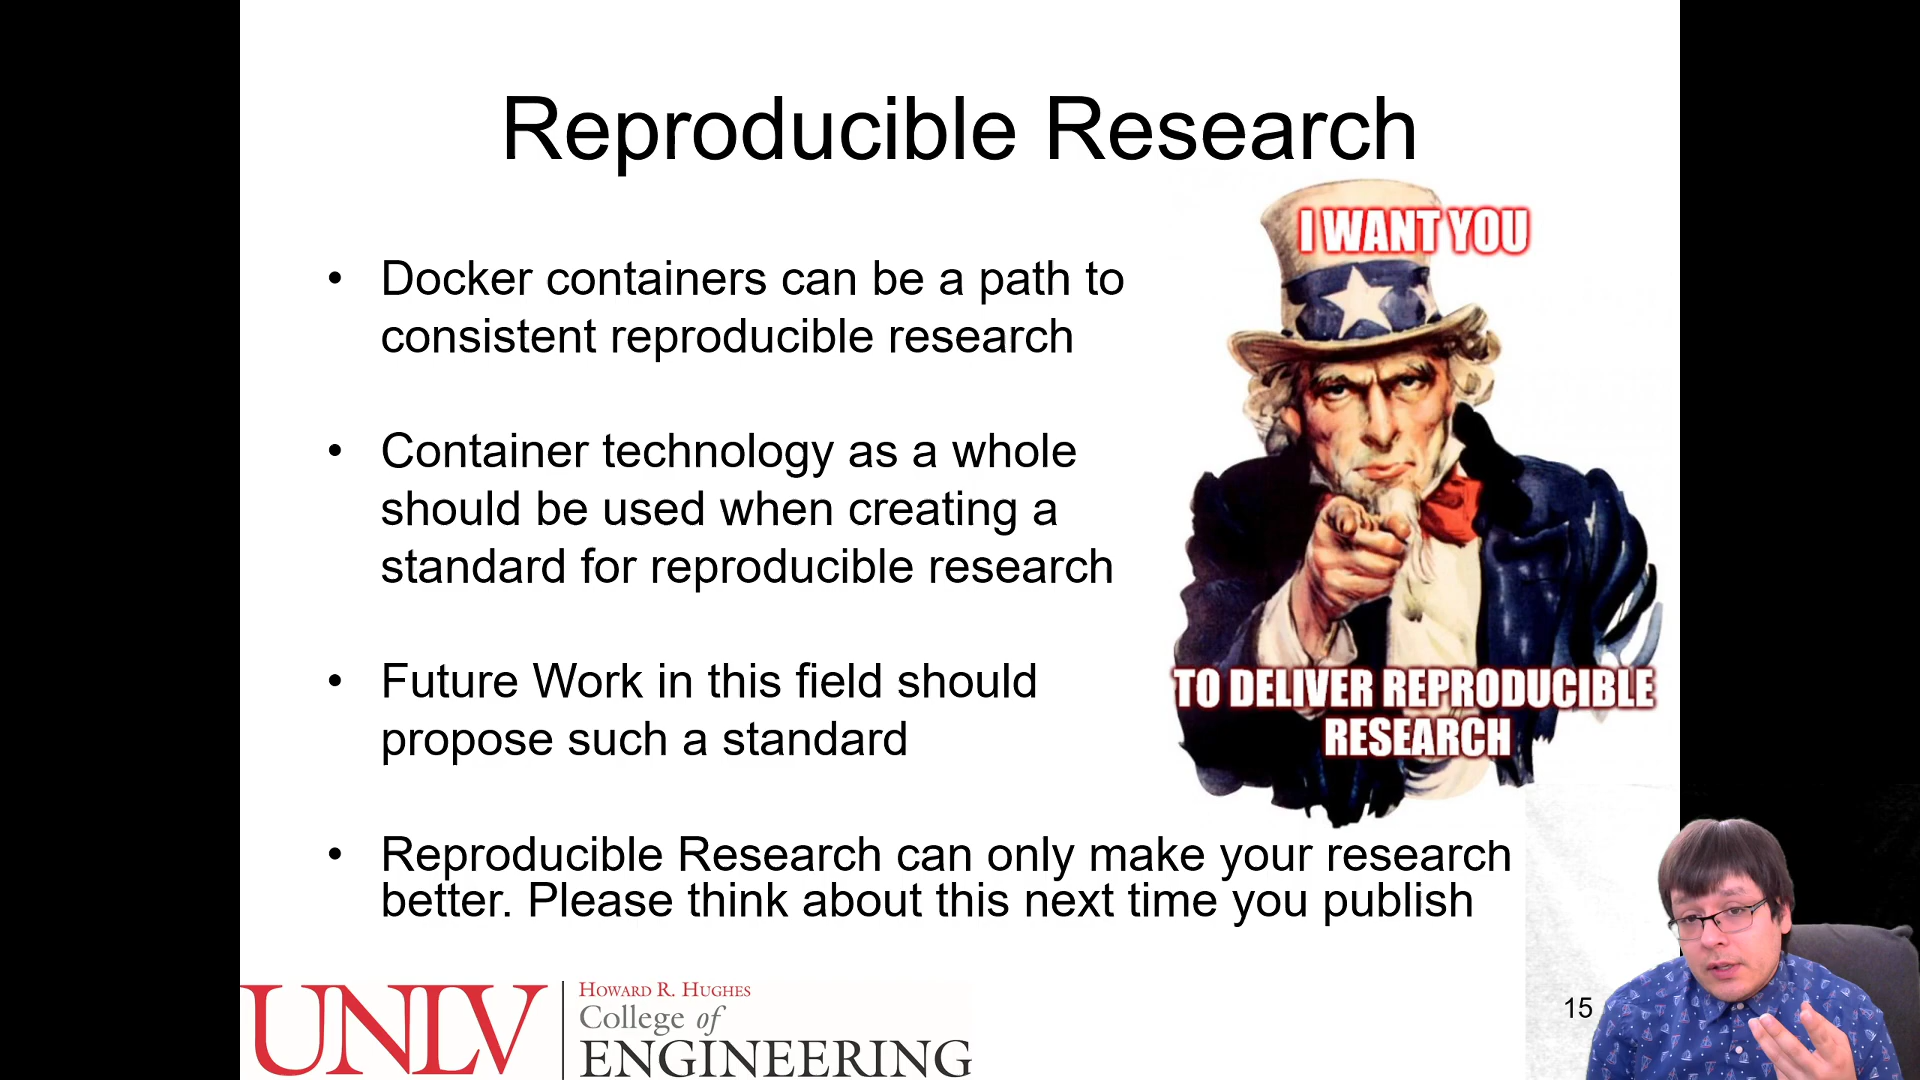 Reproducible Research
I WANT YOU
• Docker containers can be a path to
consistent reproducible research
• Container technology as a whole
should be used when creating a
standard for reproducible research
• Future Work in this field should
propose such a standard
TO DELIVER REPRODUCIBLE
RESEARCH
• Reproducible Research can only make your research
better. Please think about this next time you publish
UNLV
HOWARD R. HUGHES
College of
ENGINEERING
15